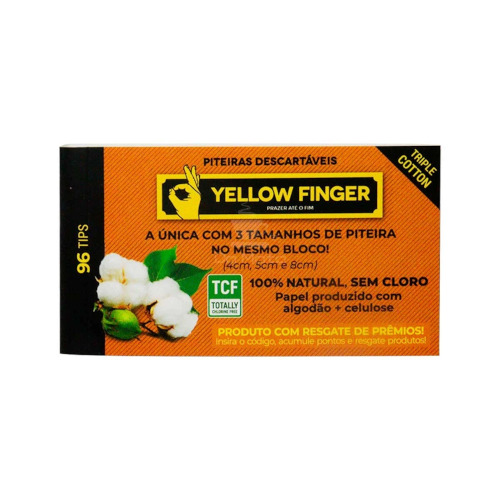 PITEIRAS DESCARTÁVEIS
TRIPLE
COTTON
YELLOW FINGER
PRAZER ATÉ O FIM
96 TIPS
A ÚNICA COM 3 TAMANHOS DE PITEIRA
NO MESMO BLOCO!
(4cm, 5cm e 8cm)
TCF
TOTALLY
CHLORINE FREE
100% NATURAL, SEM CLORO
Papel produzido com
algodão + celulose
PRODUTO COM RESGATE DE PRÊMIOS!
Insira o código, acumule pontos e resgate produtos!